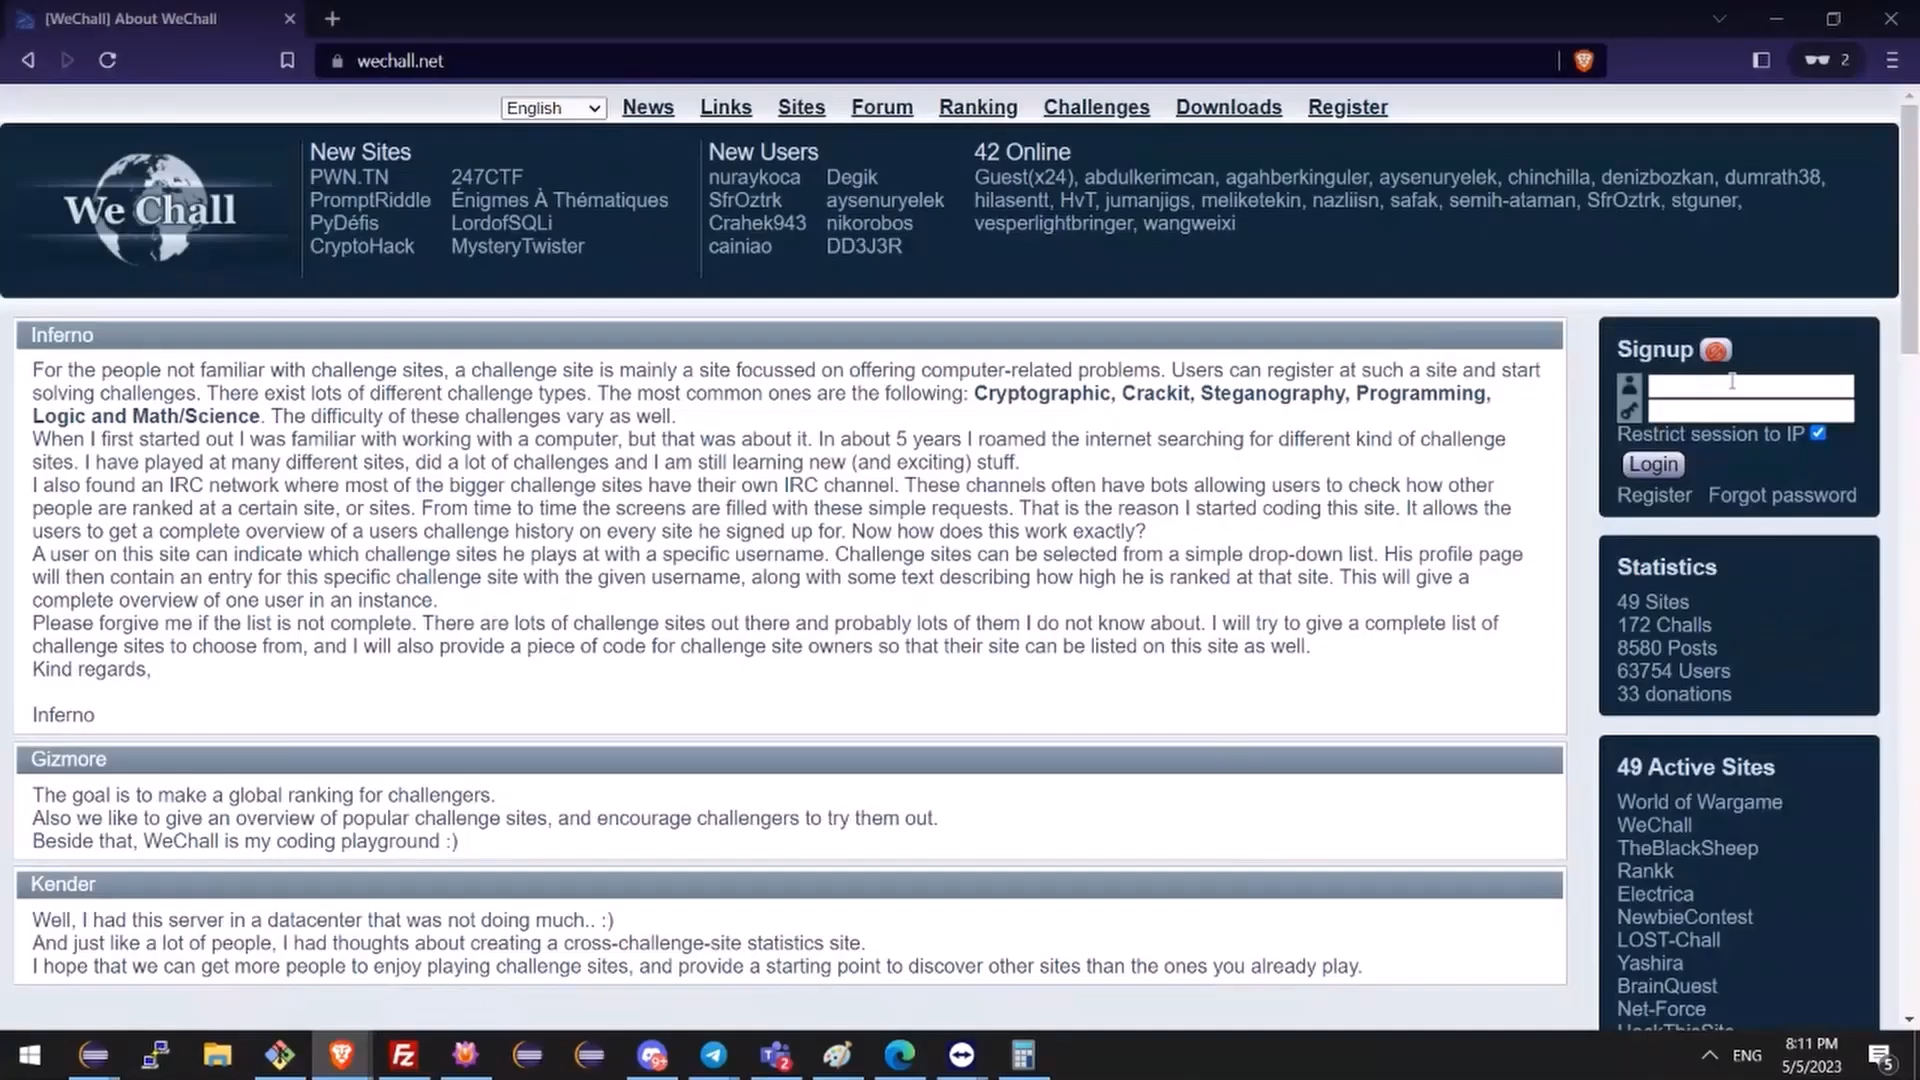 [WeChall] About WeChall
wechall.net
2
English News Links Sites Forum Ranking Challenges Downloads Register
We Chall
New Sites
PWN.TN 247CTF
PromptRiddle Énigmes À Thématiques
PyDéfis LordofSQLi
CryptoHack MysteryTwister
New Users
nuraykoca Degik
SfrOztrk aysenuryelek
Crahek943 nikorobos
cainiao DD3J3R
42 Online
Guest(x24), abdulkerimcan, agahberkinguler, aysenuryelek, chinchilla, denizbozkan, dumrath38,
hilasentt, HvT, jumanjigs, meliketekin, nazliisn, safak, semih-ataman, SfrOztrk, stguner,
vesperlightbringer, wangweixi
Inferno
For the people not familiar with challenge sites, a challenge site is mainly a site focussed on offering computer-related problems. Users can register at such a site and start
solving challenges. There exist lots of different challenge types. The most common ones are the following: Cryptographic, Crackit, Steganography, Programming,
Logic and Math/Science. The difficulty of these challenges vary as well.
When I first started out I was familiar with working with a computer, but that was about it. In about 5 years I roamed the internet searching for different kind of challenge
sites. I have played at many different sites, did a lot of challenges and I am still learning new (and exciting) stuff.
I also found an IRC network where most of the bigger challenge sites have their own IRC channel. These channels often have bots allowing users to check how other
people are ranked at a certain site, or sites. From time to time the screens are filled with these simple requests. That is the reason I started coding this site. It allows the
users to get a complete overview of a users challenge history on every site he signed up for. Now how does this work exactly?
A user on this site can indicate which challenge sites he plays at with a specific username. Challenge sites can be selected from a simple drop-down list. His profile page
will then contain an entry for this specific challenge site with the given username, along with some text describing how high he is ranked at that site. This will give a
complete overview of one user in an instance.
Please forgive me if the list is not complete. There are lots of challenge sites out there and probably lots of them I do not know about. I will try to give a complete list of
challenge sites to choose from, and I will also provide a piece of code for challenge site owners so that their site can be listed on this site as well.
Kind regards,
Inferno
Gizmore
The goal is to make a global ranking for challengers.
Also we like to give an overview of popular challenge sites, and encourage challengers to try them out.
Beside that, WeChall is my coding playground :)
Kender
Well, I had this server in a datacenter that was not doing much.. :)
And just like a lot of people, I had thoughts about creating a cross-challenge-site statistics site.
I hope that we can get more people to enjoy playing challenge sites, and provide a starting point to discover other sites than the ones you already play.
Signup
Restrict session to IP
Login
Register Forgot password
Statistics
49 Sites
172 Challs
8580 Posts
63754 Users
33 donations
49 Active Sites
World of Wargame
WeChall
TheBlackSheep
Rankk
Electrica
NewbieContest
LOST-Chall
Yashira
BrainQuest
Net-Force
HackThisSite
9+
2
ENG
8:11 PM
5/5/2023
5